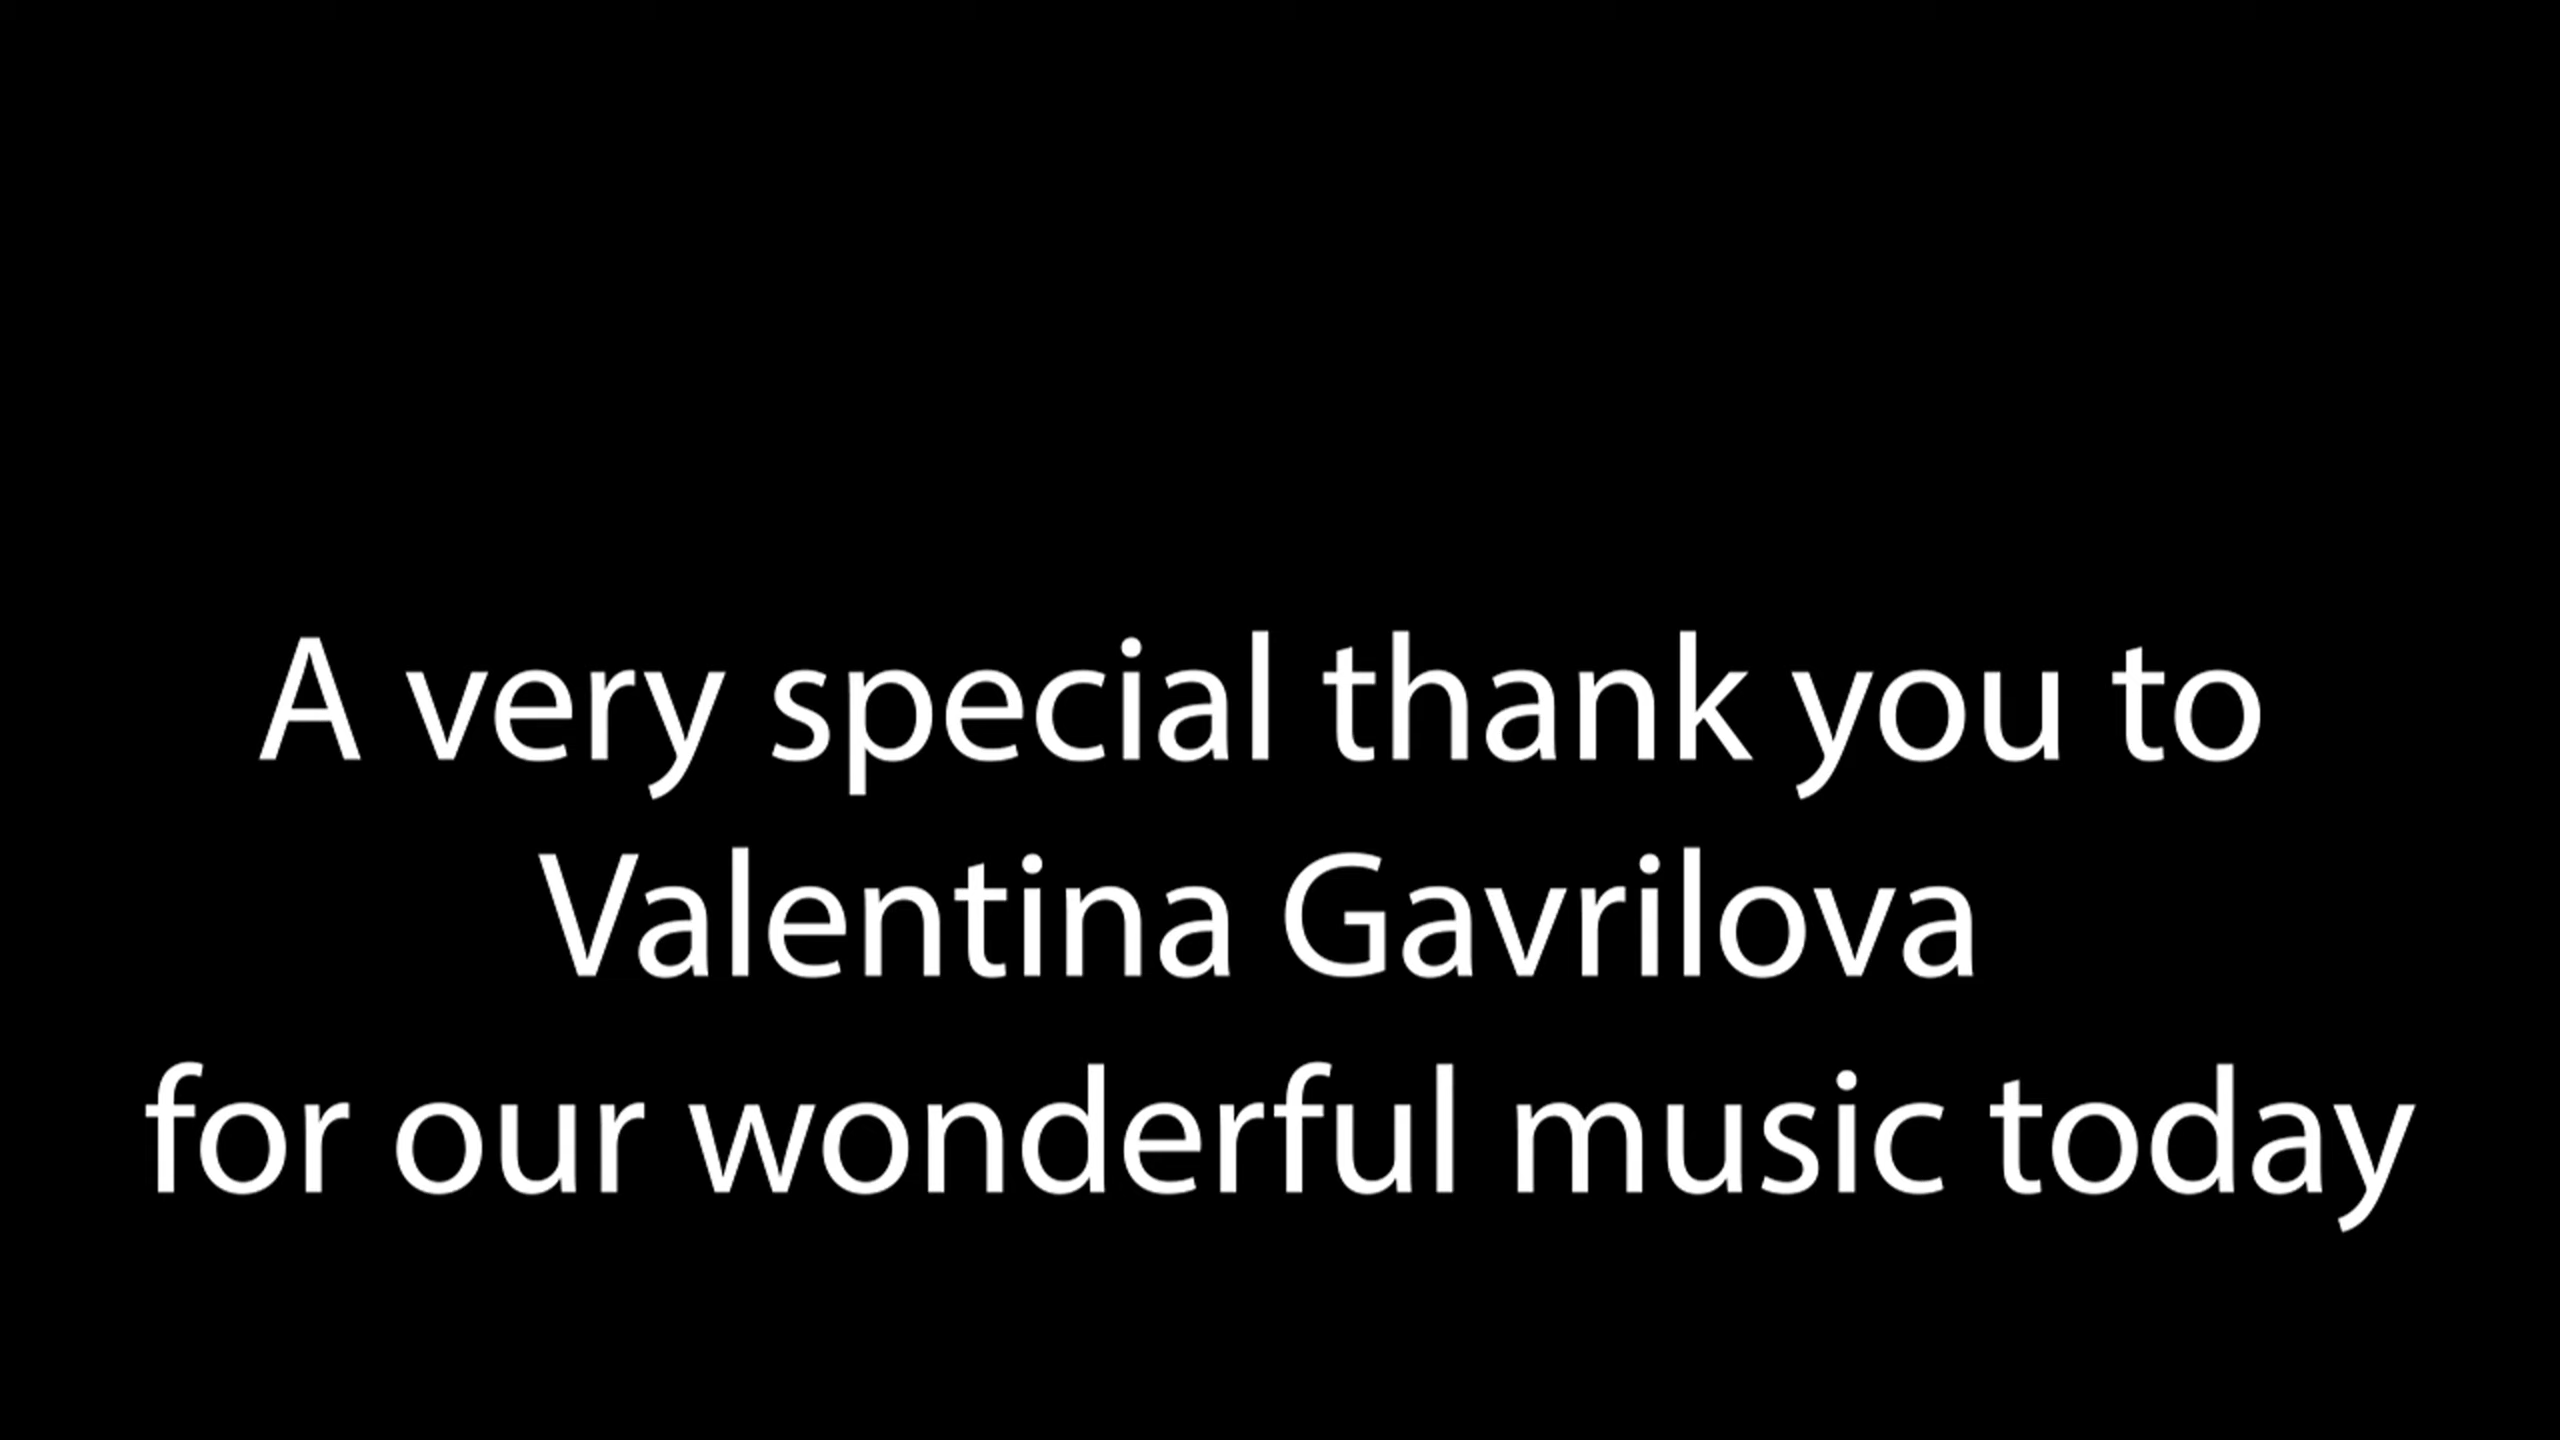 A very special thank you to
Valentina Gavrilova
for our wonderful music today